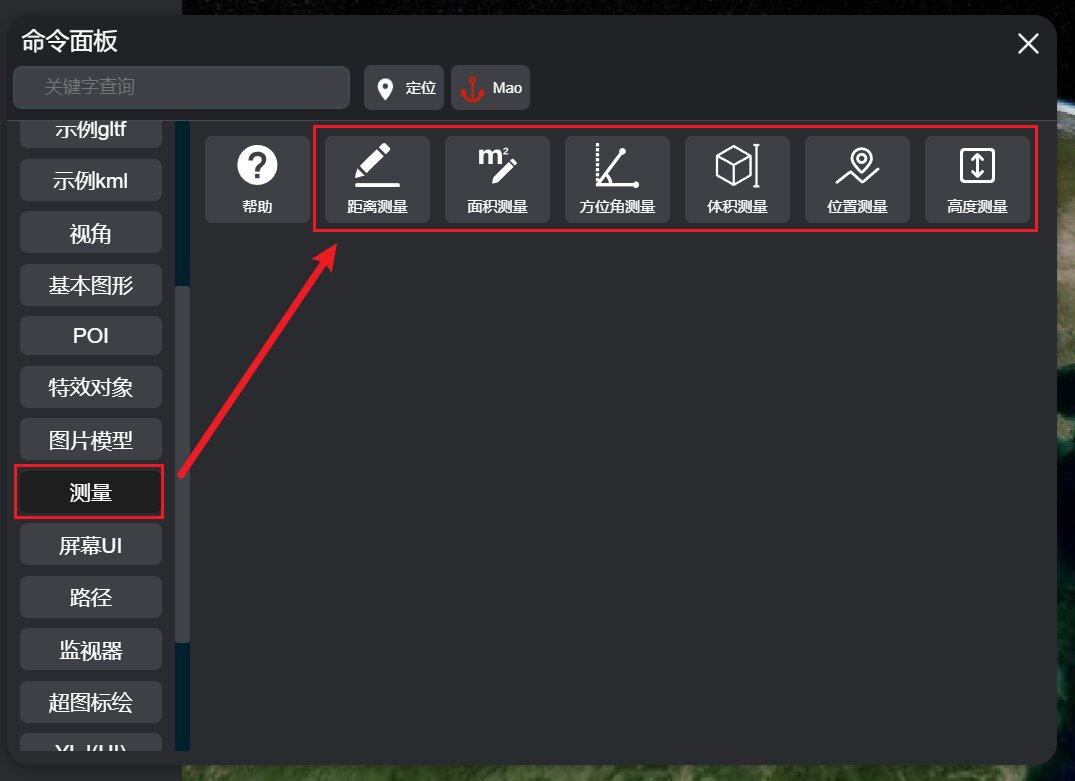 命令面板
关键字查询
定位
Mao
示例gltf
示例kml
视角
基本图形
POI
特效对象
图片模型
测量
屏幕UI
路径
监视器
超图标绘
帮助
距离测量
m²
面积测量
方位角测量
体积测量
位置测量
高度测量